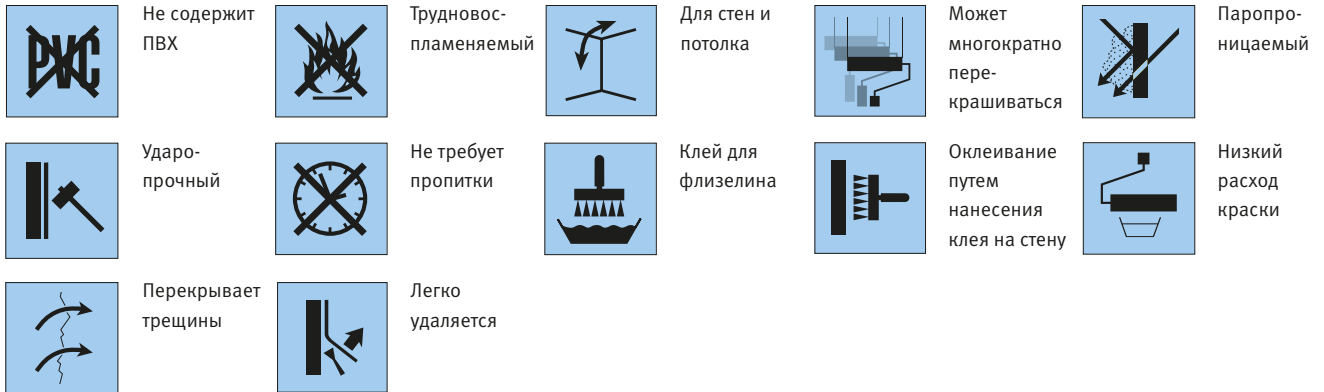 PVC
Не содержит
ПВХ
Трудновос-
пламеняемый
Для стен и
потолка
Может
многократно
пере-
крашиваться
Паропро-
ницаемый
Ударо-
прочный
Не требует
пропитки
Клей для
флизелина
Оклеивание
путем
нанесения
клея на стену
Низкий
расход
краски
Перекрывает
трещины
Легко
удаляется